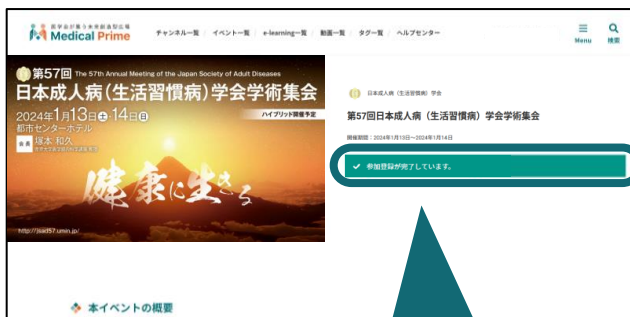 医学会が集う未来創造型広場
Medical Prime
チャンネル一覧 / イベント一覧 / e-learning一覧 / 動画一覧 / タグ一覧 / ヘルプセンター
Menu
検索
第57回 The 57th Annual Meeting of the Japan Society of Adult Diseases
日本成人病(生活習慣病)学会学術集会
2024年1月13日土-14日日
ハイブリッド開催予定
都市センターホテル
会長 塚本 和久
健康に生きる
http://jsad57.umin.jp/
日本成人病(生活習慣病)学会
第57回日本成人病(生活習慣病)学会学術集会
開催期間:2024年1月13日~2024年1月14日
参加登録が完了しています。
本イベントの概要